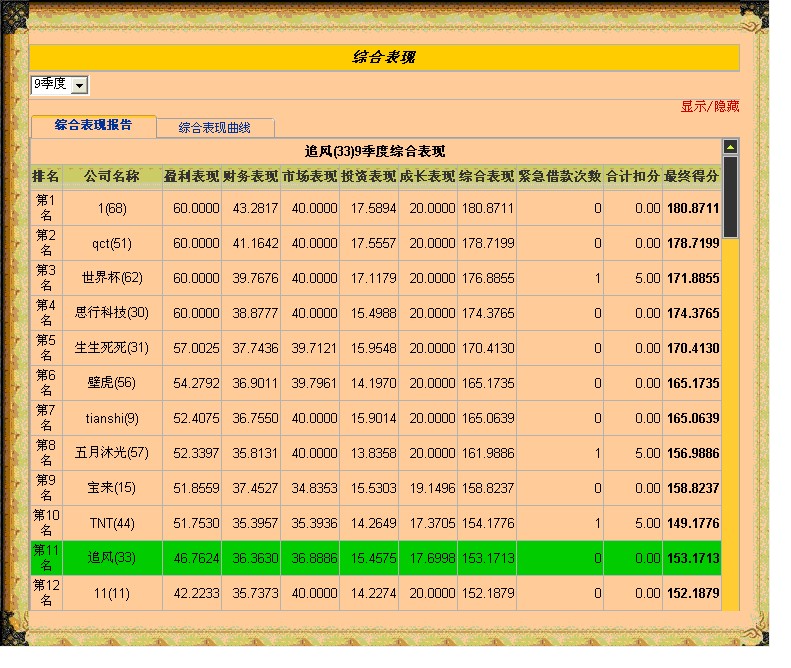 综合表现
9季度
显示/隐藏
综合表现报告 综合表现曲线
追风(33)9季度综合表现
排名 公司名称 盈利表现 财务表现 市场表现 投资表现 成长表现 综合表现 紧急借款次数 合计扣分 最终得分
第1名 1(68) 60.0000 43.2817 40.0000 17.5894 20.0000 180.8711 0 0.00 180.8711
第2名 qct(51) 60.0000 41.1642 40.0000 17.5557 20.0000 178.7199 0 0.00 178.7199
第3名 世界杯(62) 60.0000 39.7676 40.0000 17.1179 20.0000 176.8855 1 5.00 171.8855
第4名 思行科技(30) 60.0000 38.8777 40.0000 15.4988 20.0000 174.3765 0 0.00 174.3765
第5名 生生死死(31) 57.0025 37.7436 39.7121 15.9548 20.0000 170.4130 0 0.00 170.4130
第6名 壁虎(56) 54.2792 36.9011 39.7961 14.1970 20.0000 165.1735 0 0.00 165.1735
第7名 tianshi(9) 52.4075 36.7550 40.0000 15.9014 20.0000 165.0639 0 0.00 165.0639
第8名 五月沐光(57) 52.3397 35.8131 40.0000 13.8358 20.0000 161.9886 1 5.00 156.9886
第9名 宝来(15) 51.8559 37.4527 34.8353 15.5303 19.1496 158.8237 0 0.00 158.8237
第10名 TNT(44) 51.7530 35.3957 35.3936 14.2649 17.3705 154.1776 1 5.00 149.1776
第11名 追风(33) 46.7624 36.3630 36.8886 15.4575 17.6998 153.1713 0 0.00 153.1713
第12名 11(11) 42.2233 35.7373 40.0000 14.2274 20.0000 152.1879 0 0.00 152.1879